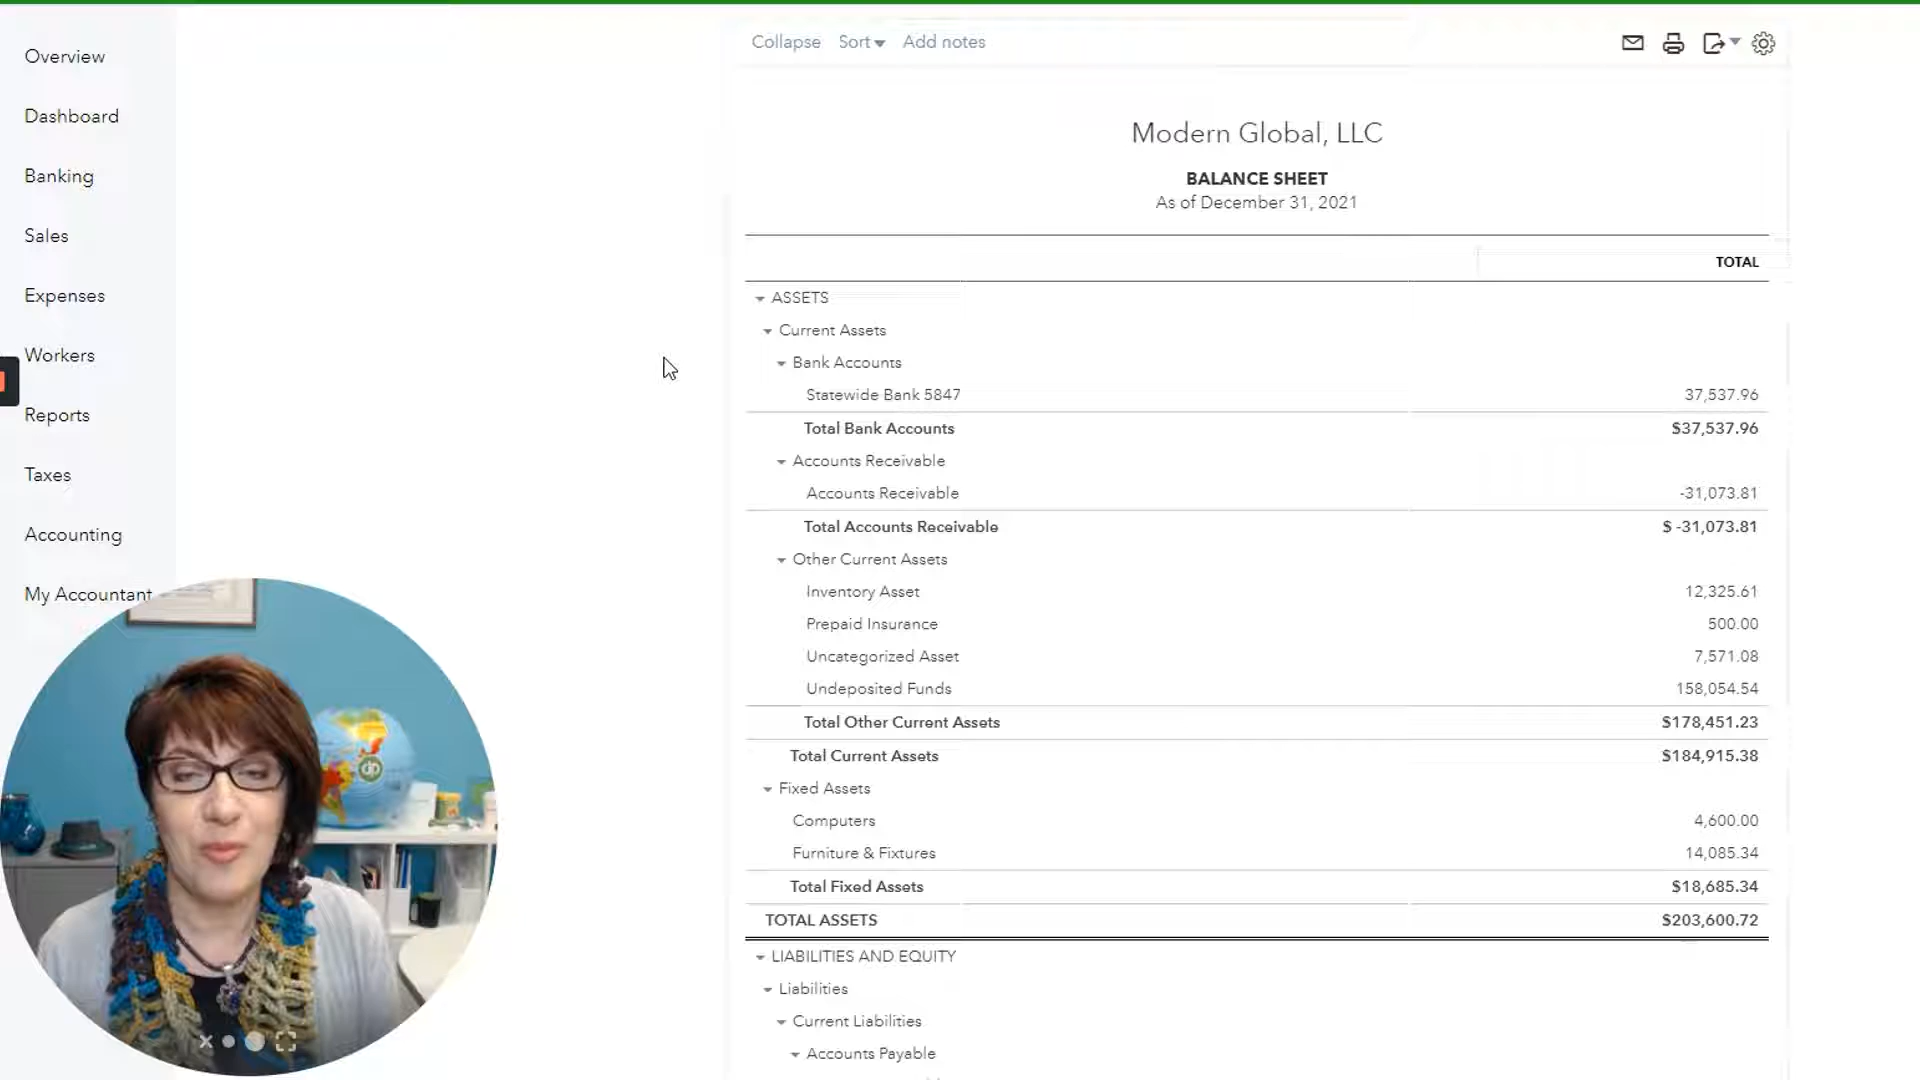 Overview
Dashboard
Banking
Sales
Expenses
Workers
Reports
Taxes
Accounting
My Accountant
Collapse Sort Add notes
Modern Global, LLC
BALANCE SHEET
As of December 31, 2021
TOTAL
ASSETS
Current Assets
Bank Accounts
Statewide Bank 5847 37,537.96
Total Bank Accounts $37,537.96
Accounts Receivable
Accounts Receivable -31,073.81
Total Accounts Receivable $ -31,073.81
Other Current Assets
Inventory Asset 12,325.61
Prepaid Insurance 500.00
Uncategorized Asset 7,571.08
Undeposited Funds 158,054.54
Total Other Current Assets $178,451.23
Total Current Assets $184,915.38
Fixed Assets
Computers 4,600.00
Furniture & Fixtures 14,085.34
Total Fixed Assets $18,685.34
TOTAL ASSETS $203,600.72
LIABILITIES AND EQUITY
Liabilities
Current Liabilities
Accounts Payable